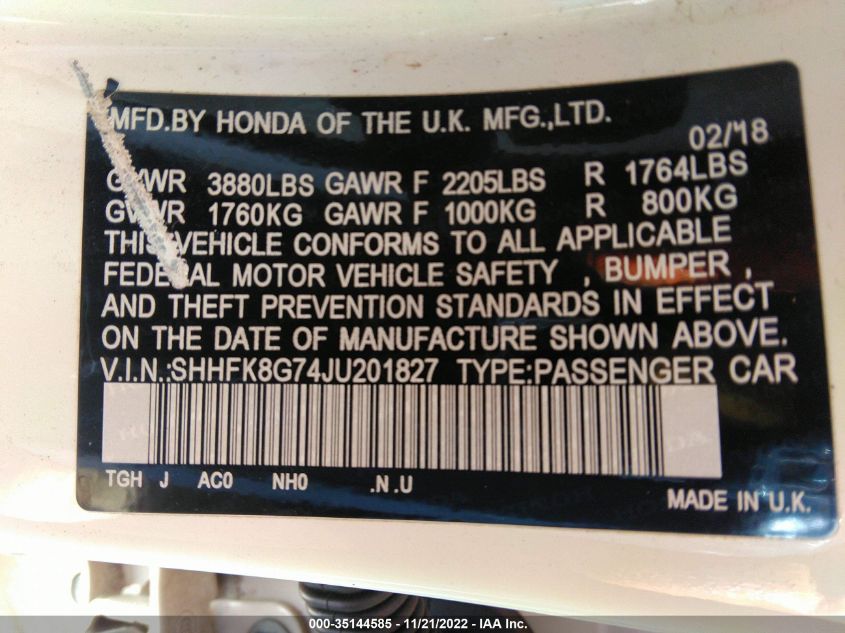 MFD.BY HONDA OF THE U.K. MFG.,LTD.
02/18
GVWR 3880LBS GAWR F 2205LBS R 1764LBS
GVWR 1760KG GAWR F 1000KG R 800KG
THIS VEHICLE CONFORMS TO ALL APPLICABLE
FEDERAL MOTOR VEHICLE SAFETY , BUMPER ,
AND THEFT PREVENTION STANDARDS IN EFFECT
ON THE DATE OF MANUFACTURE SHOWN ABOVE.
V.I.N.:SHHFK8G74JU201827 TYPE:PASSENGER CAR
TGH J AC0 NH0 .N .U
MADE IN U.K.
000-35144585 - 11/21/2022 - IAA Inc.